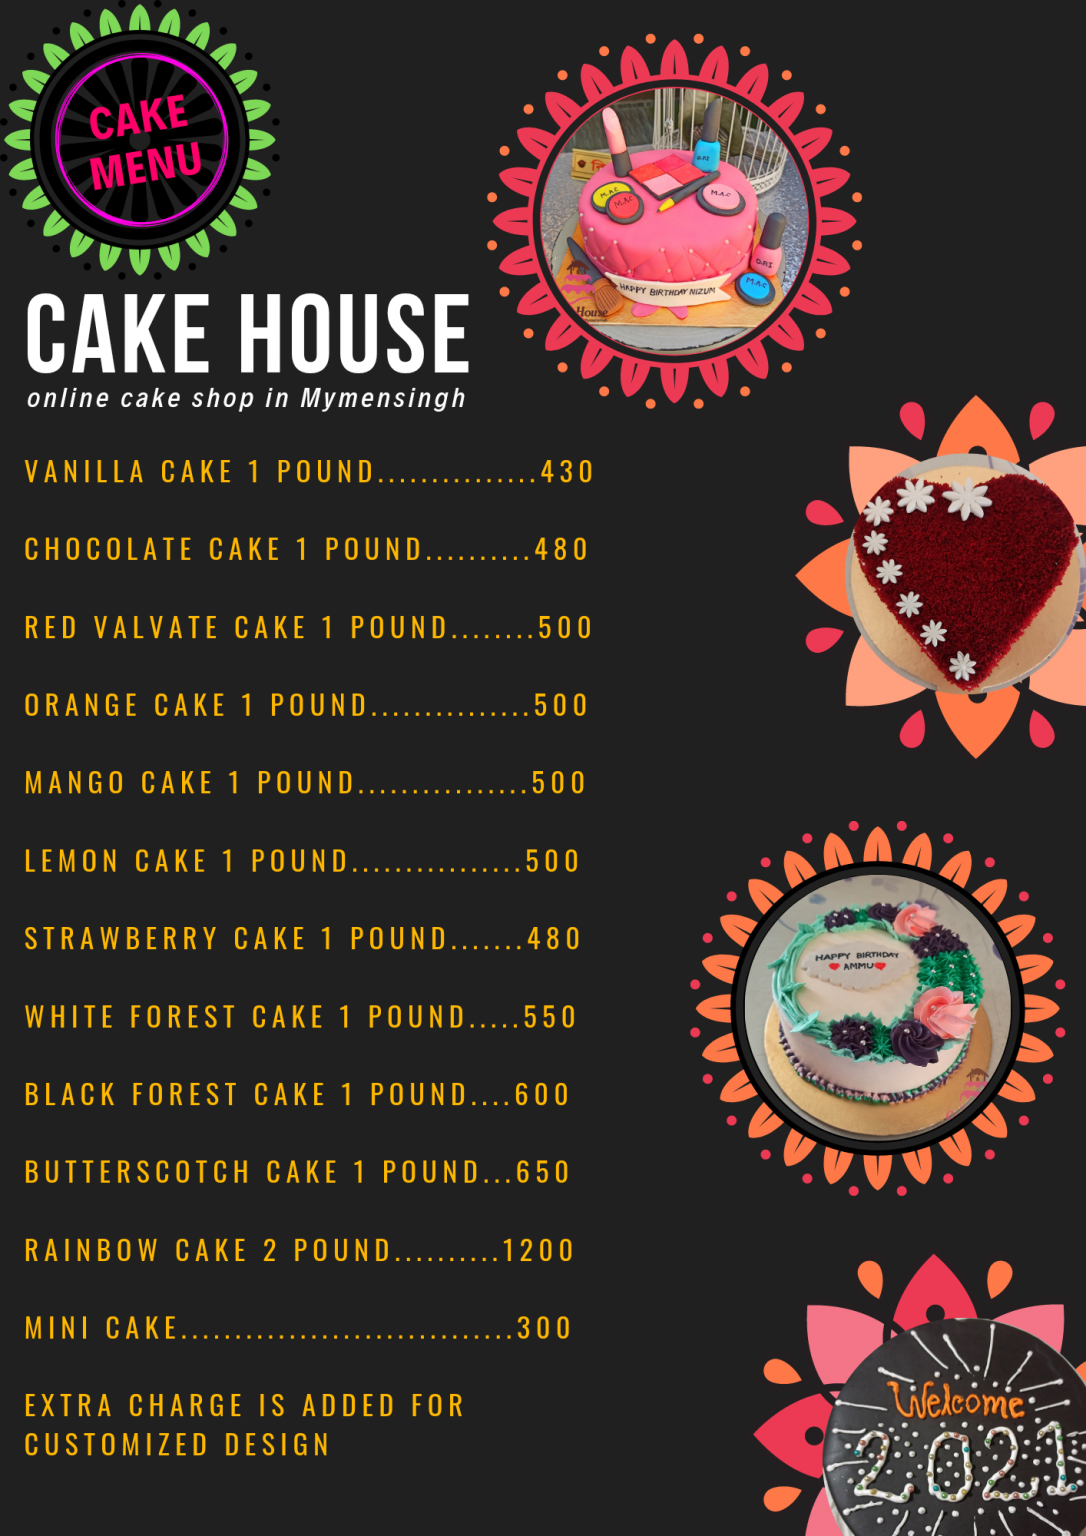 CAKE
MENU
CAKE HOUSE
online cake shop in Mymensingh
M.A.C
M.A.C
M.A.C
O.P.I
O.P.I
M.A.C
HAPPY BIRTHDAY NIZUM
House
VANILLA CAKE 1 POUND...............430
CHOCOLATE CAKE 1 POUND..........480
RED VALVATE CAKE 1 POUND........500
ORANGE CAKE 1 POUND...............500
MANGO CAKE 1 POUND................500
LEMON CAKE 1 POUND................500
STRAWBERRY CAKE 1 POUND.......480
WHITE FOREST CAKE 1 POUND.....550
BLACK FOREST CAKE 1 POUND....600
BUTTERSCOTCH CAKE 1 POUND...650
RAINBOW CAKE 2 POUND..........1200
MINI CAKE...............................300
EXTRA CHARGE IS ADDED FOR
CUSTOMIZED DESIGN
HAPPY BIRTHDAY
AMMU
Welcome
2021